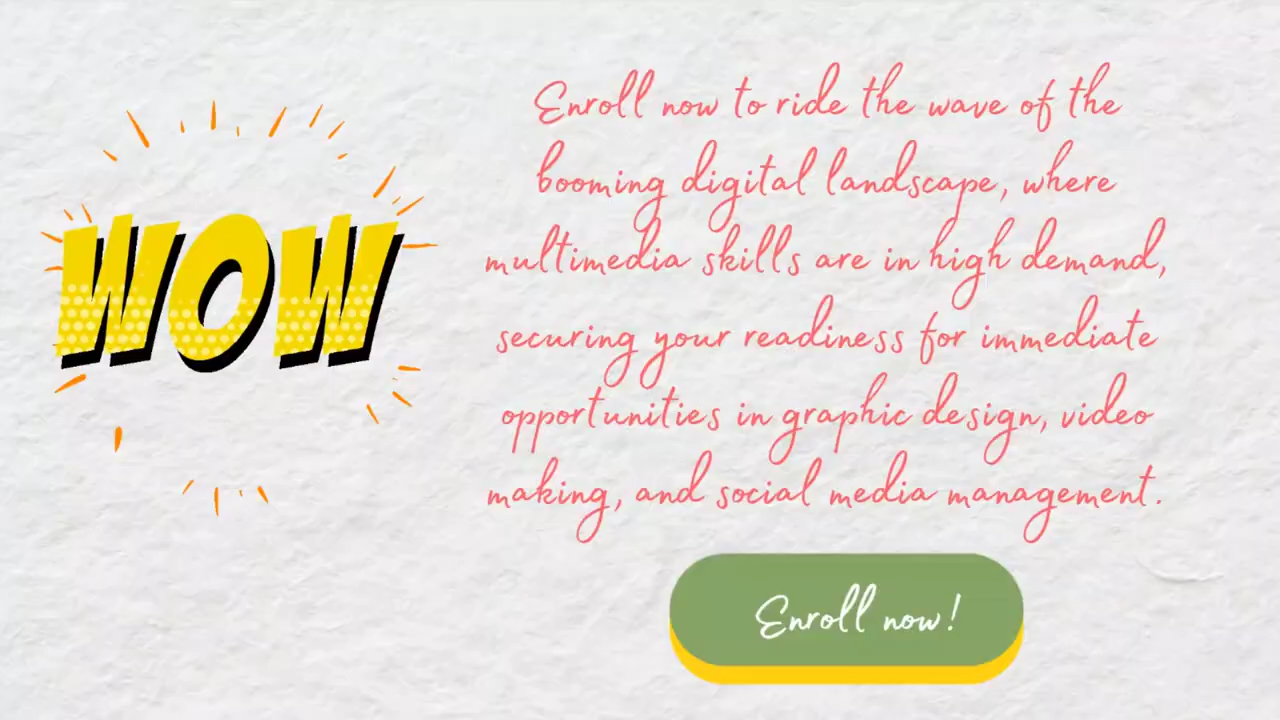 WOW
Enroll now to ride the wave of the
booming digital landscape, where
multimedia skills are in high demand,
securing your readiness for immediate
opportunities in graphic design, video
making, and social media management.
Enroll now!